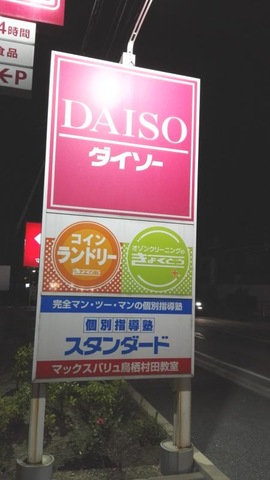 4時間
食品
←P
DAISO
ダイソー
コイン
ランドリー
オゾンクリーニングの
きょくとう
完全マン・ツー・マンの個別指導塾
個別指導塾
スタンダード
マックスバリュ鳥栖村田教室